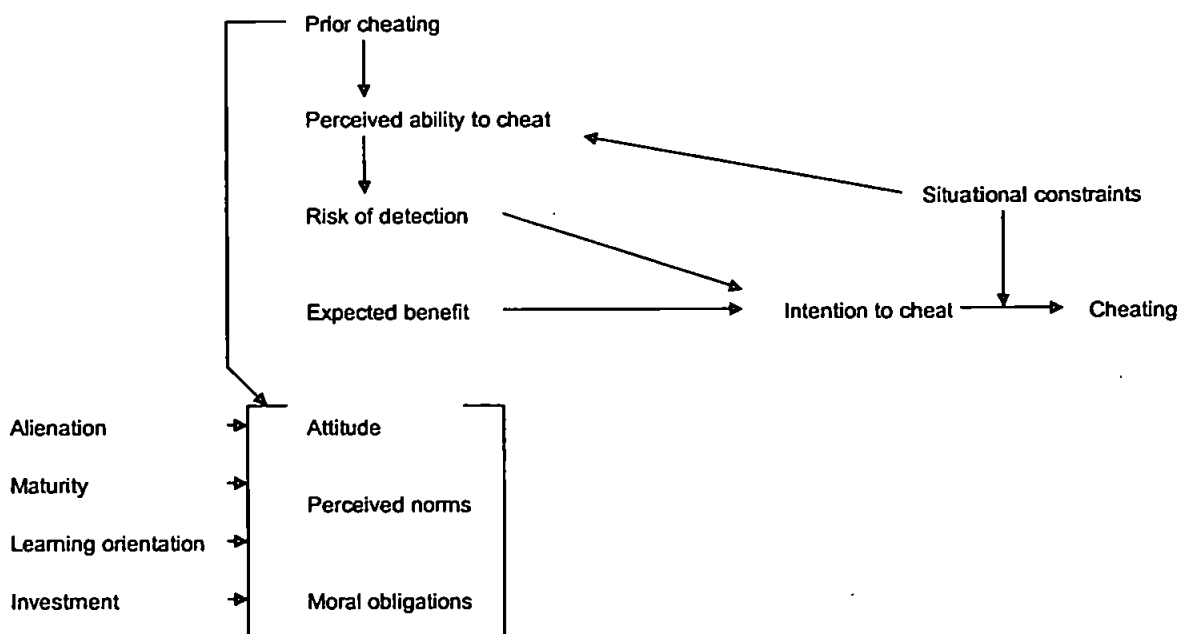 Prior cheating
Perceived ability to cheat
Situational constraints
Risk of detection
Expected benefit
Intention to cheat
Cheating
Alienation
Attitude
Maturity
Perceived norms
Learning orientation
Investment
Moral obligations